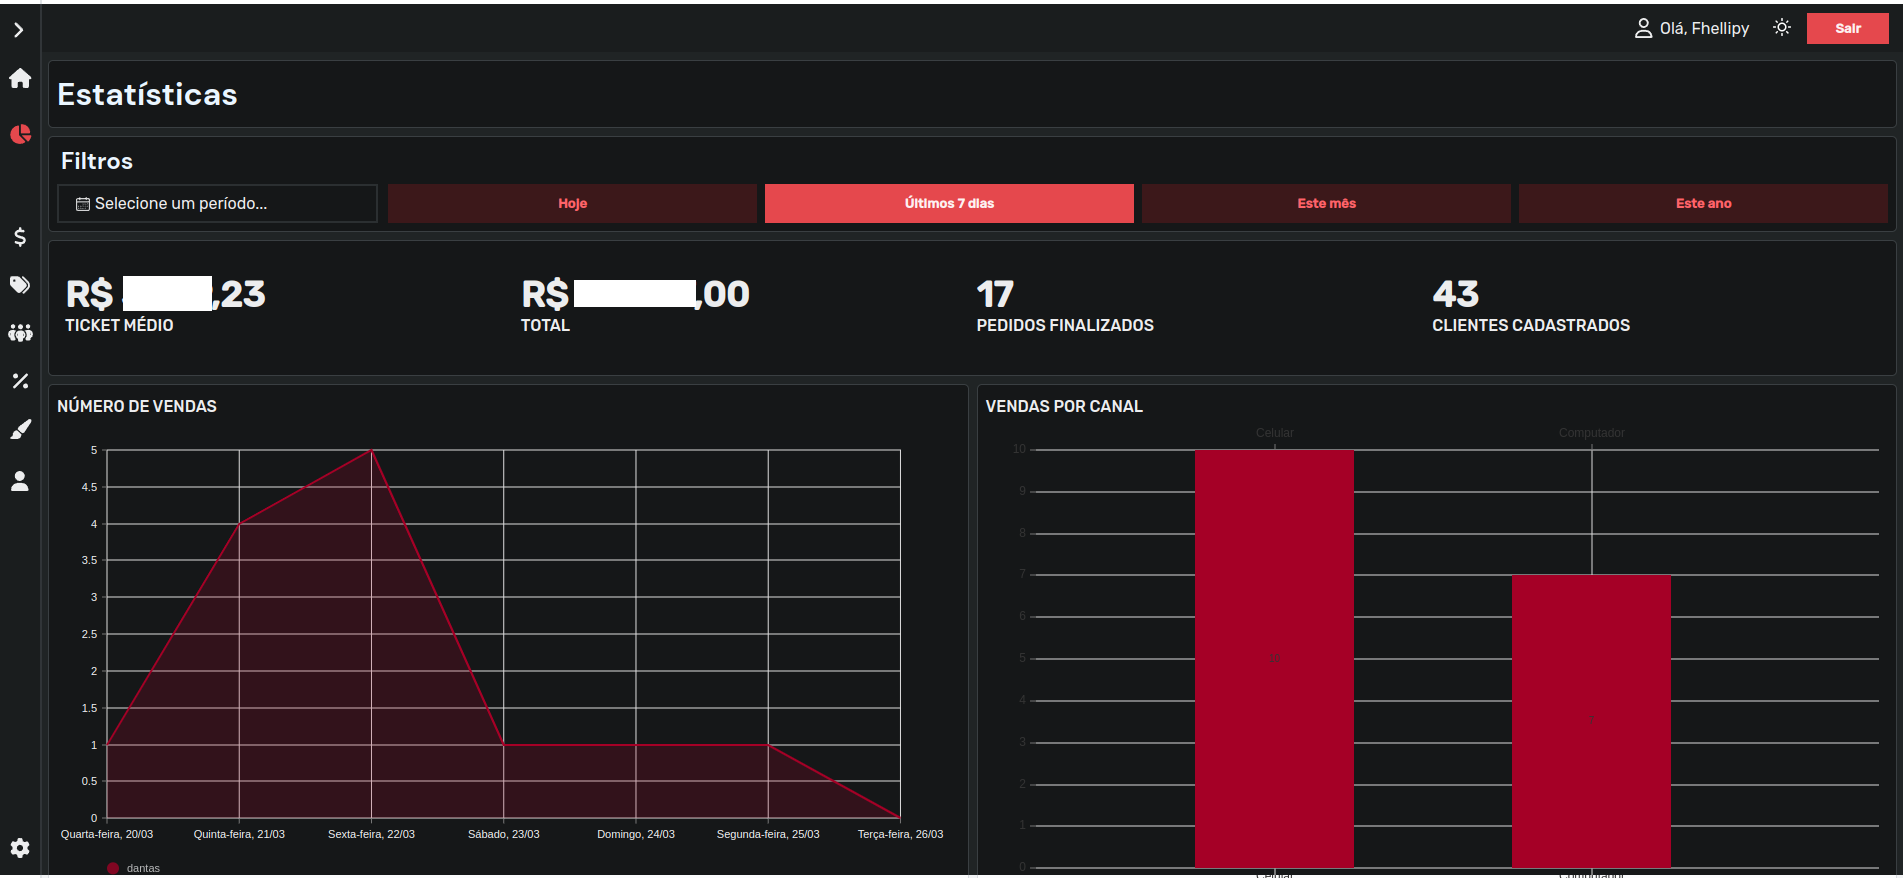 Olá, Fhellipy
Sair
Estatísticas
Filtros
Selecione um período...
Hoje
Últimos 7 dias
Este mês
Este ano
R$ ,23
TICKET MÉDIO
R$ ,00
TOTAL
17
PEDIDOS FINALIZADOS
43
CLIENTES CADASTRADOS
NÚMERO DE VENDAS
5
4.5
4
3.5
3
2.5
2
1.5
1
0.5
0
Quarta-feira, 20/03
Quinta-feira, 21/03
Sexta-feira, 22/03
Sábado, 23/03
Domingo, 24/03
Segunda-feira, 25/03
Terça-feira, 26/03
dantas
VENDAS POR CANAL
Celular
Computador
10
9
8
7
6
5
4
3
2
1
0
Celular
Computador